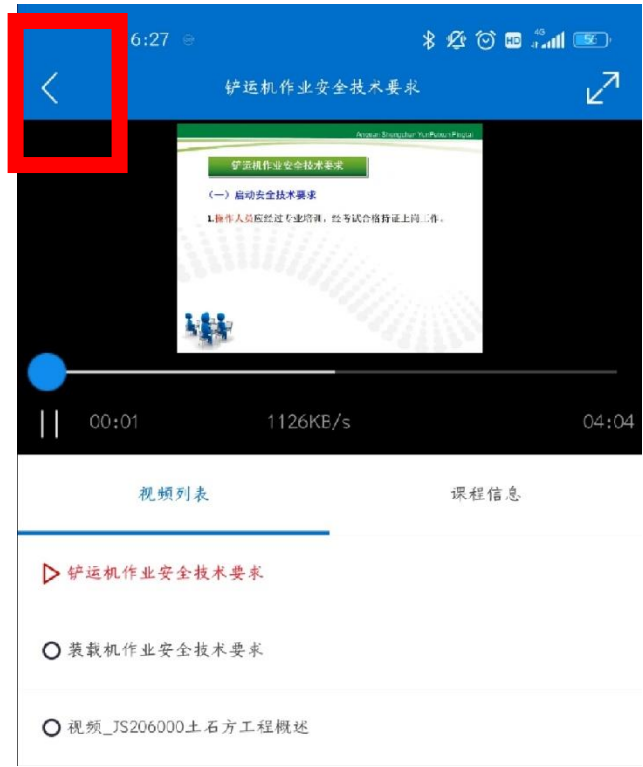 6:27
HD 4G 56
铲运机作业安全技术要求
Anquan Shengchan YunPeixun Pingtai
铲运机作业安全技术要求
（一）启动安全技术要求
1.操作人员应经过专业培训，经考试合格持证上岗工作。
00:01 1126KB/s 04:04
视频列表 课程信息
铲运机作业安全技术要求
装载机作业安全技术要求
视频_JS206000土石方工程概述